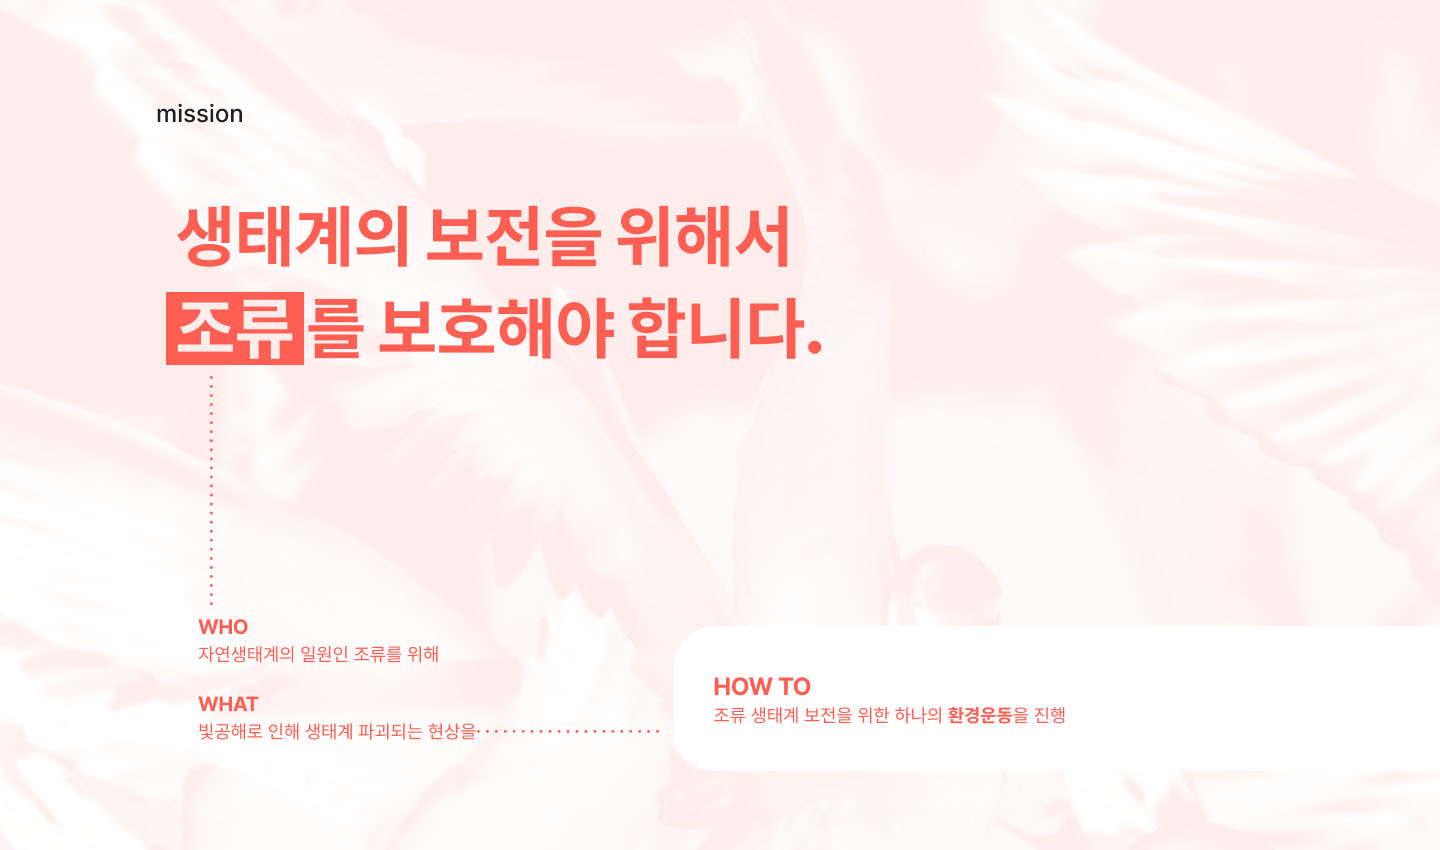 mission
생태계의 보전을 위해서
조류를 보호해야 합니다.
WHO
자연생태계의 일원인 조류를 위해
WHAT
빛공해로 인해 생태계 파괴되는 현상을
HOW TO
조류 생태계 보전을 위한 하나의 환경운동을 진행